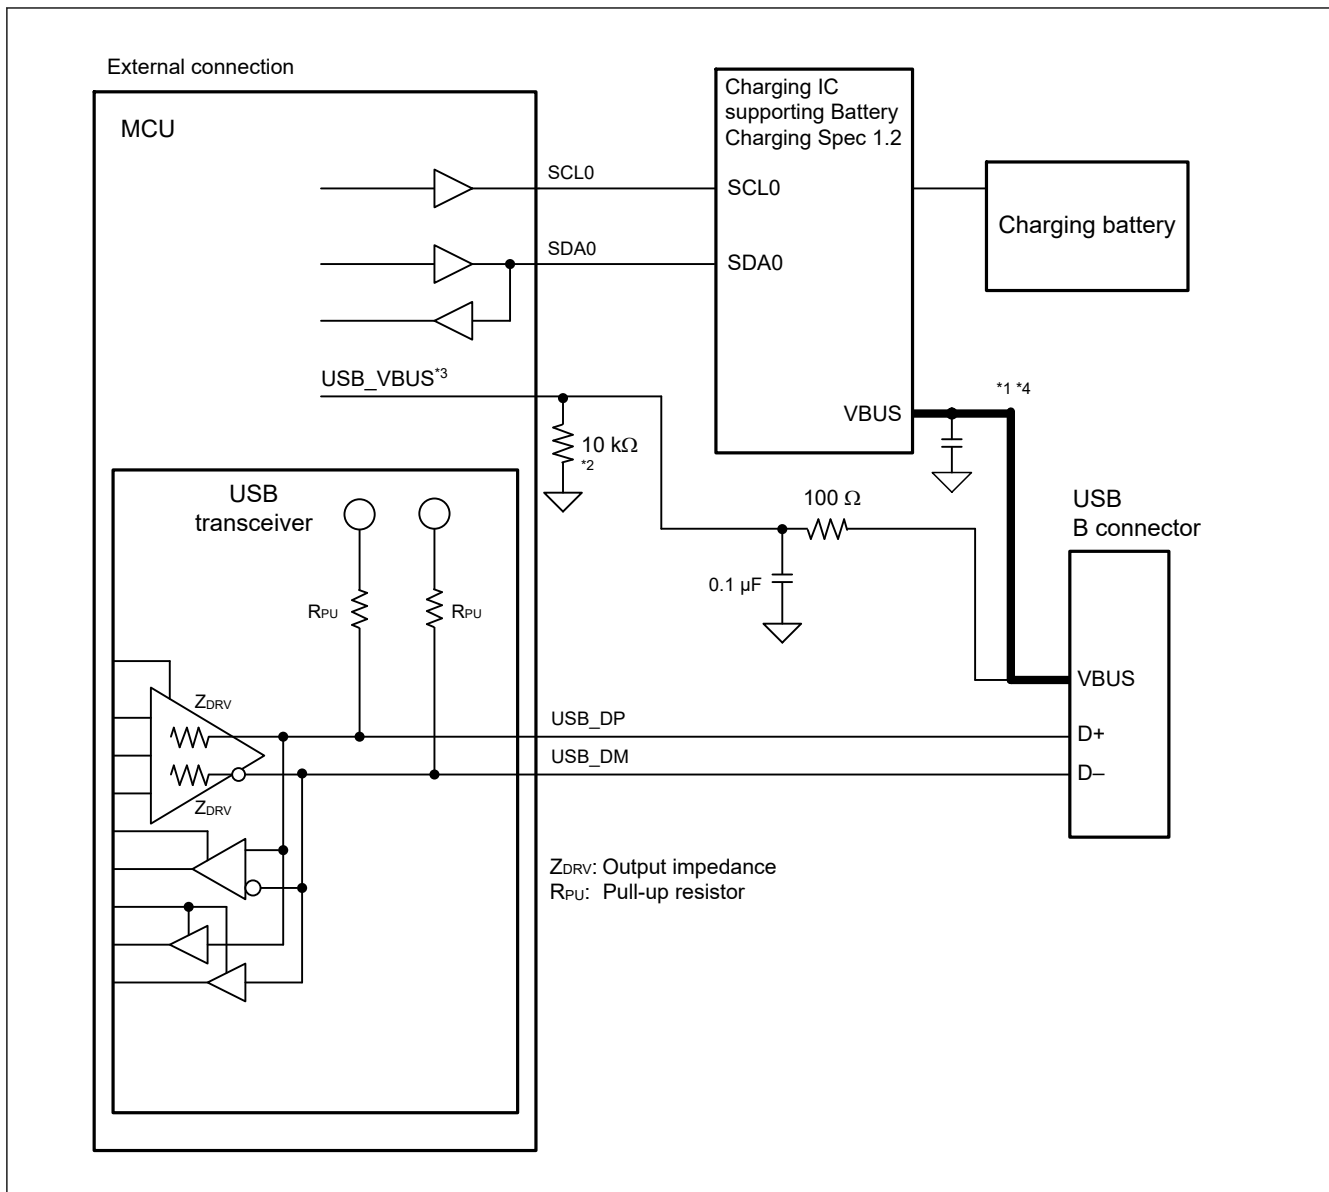 External connection
MCU
Charging IC
supporting Battery
Charging Spec 1.2
SCL0
SCL0
Charging battery
SDA0
SDA0
USB_VBUS*3
10 kΩ
*2
VBUS
*1 *4
100 Ω
0.1 µF
USB
B connector
USB
transceiver
RPU
RPU
VBUS
ZDRV
USB_DP
D+
USB_DM
D–
ZDRV
ZDRV: Output impedance
RPU: Pull-up resistor